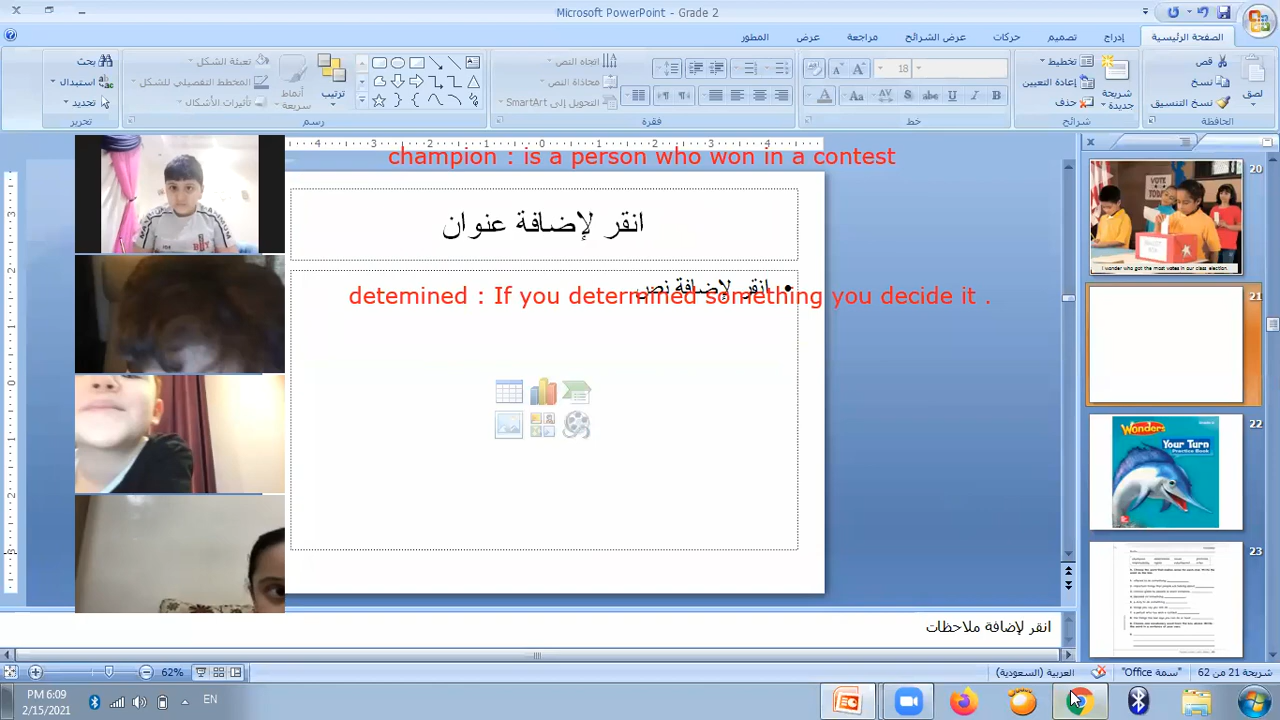 Microsoft PowerPoint - Grade 2
الصفحة الرئيسية
إدراج
تصميم
حركات
عرض الشرائح
مراجعة
عرض
المطور
لصق
قص
نسخ
نسخ التنسيق
الحافظة
شريحة جديدة
تخطيط
إعادة التعيين
حذف
شرائح
18
خط
اتجاه النص
محاذاة النص
التحويل إلى SmartArt
فقرة
ترتيب
أنماط سريعة
تعبئة الشكل
المخطط التفصيلي للشكل
تأثيرات الأشكال
رسم
بحث
استبدال
تحديد
تحرير
champion : is a person who won in a contest
انقر لإضافة عنوان
انقر لإضافة نص
detemined : If you determined something you decide it .
20
VOTE TODAY
I wonder who got the most votes in our class election.
21
22
Wonders
Your Turn
Practice Book
23
انقر لإضافة ملاحظات
شريحة 21 من 62
"سمة Office"
العربية (السعودية)
62%
EN
PM 6:09
2/15/2021